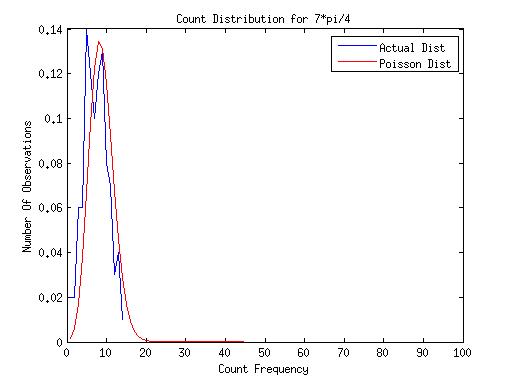 Count Distribution for 7*pi/4
Actual Dist
Poisson Dist
Number Of Observations
0.14
0.12
0.1
0.08
0.06
0.04
0.02
0
0 10 20 30 40 50 60 70 80 90 100
Count Frequency